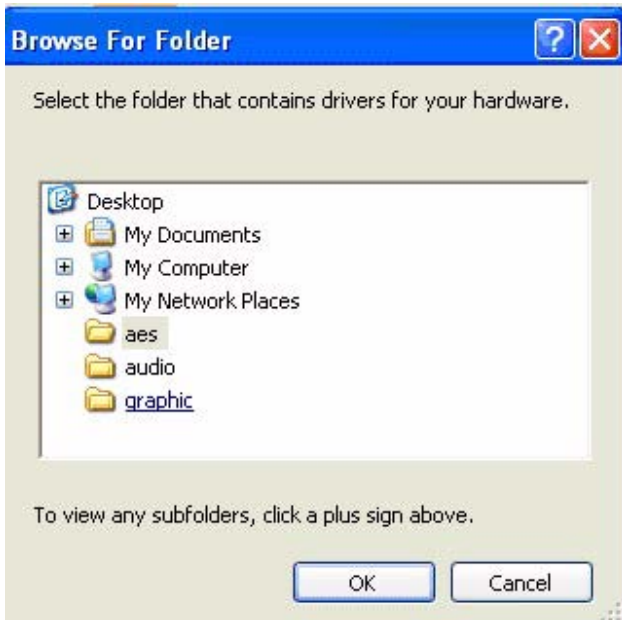 Browse For Folder
Select the folder that contains drivers for your hardware.
Desktop
My Documents
My Computer
My Network Places
aes
audio
graphic
To view any subfolders, click a plus sign above.
OK Cancel